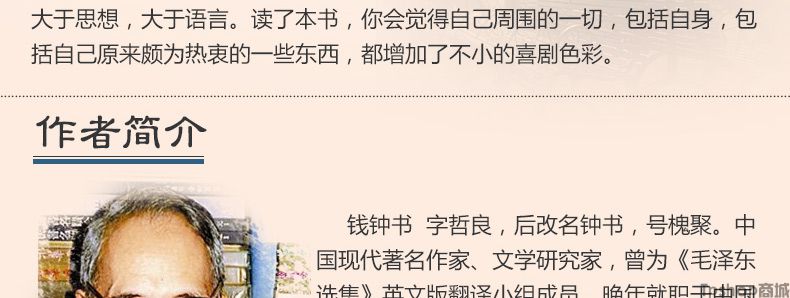 大于思想，大于语言。读了本书，你会觉得自己周围的一切，包括自身，包
括自己原来颇为热衷的一些东西，都增加了不小的喜剧色彩。
作者简介
钱钟书 字哲良，后改名钟书，号槐聚。中
国现代著名作家、文学研究家，曾为《毛泽东
选集》英文版翻译小组成员。晚年就职于中国
商城